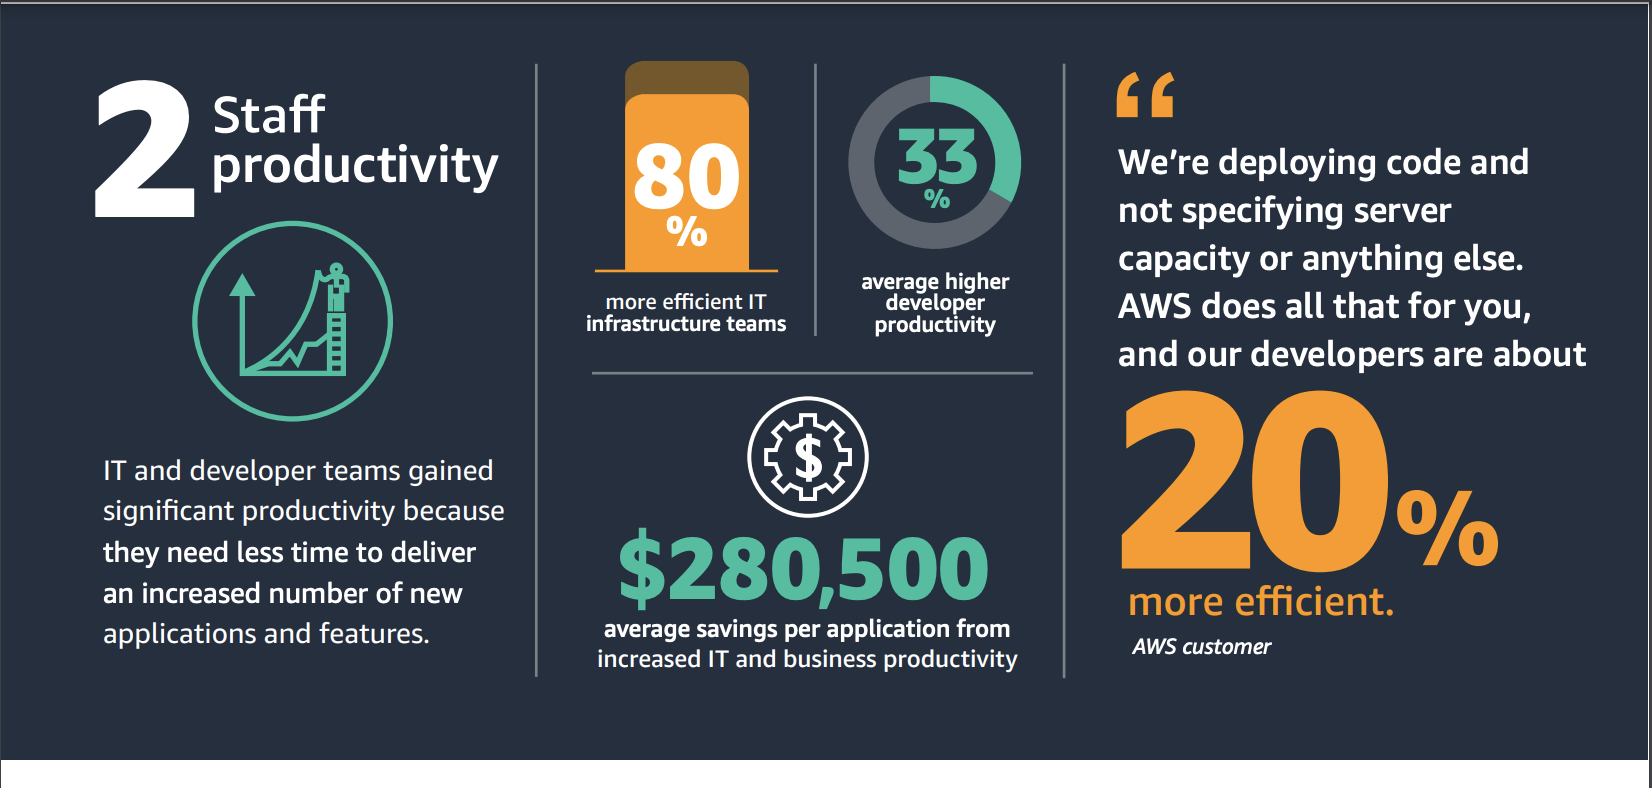 2 Staff
productivity
IT and developer teams gained
significant productivity because
they need less time to deliver
an increased number of new
applications and features.
80
%
more efficient IT
infrastructure teams
33
%
average higher
developer
productivity
$
$280,500
average savings per application from
increased IT and business productivity
“
We’re deploying code and
not specifying server
capacity or anything else.
AWS does all that for you,
and our developers are about
20%
more efficient.
AWS customer